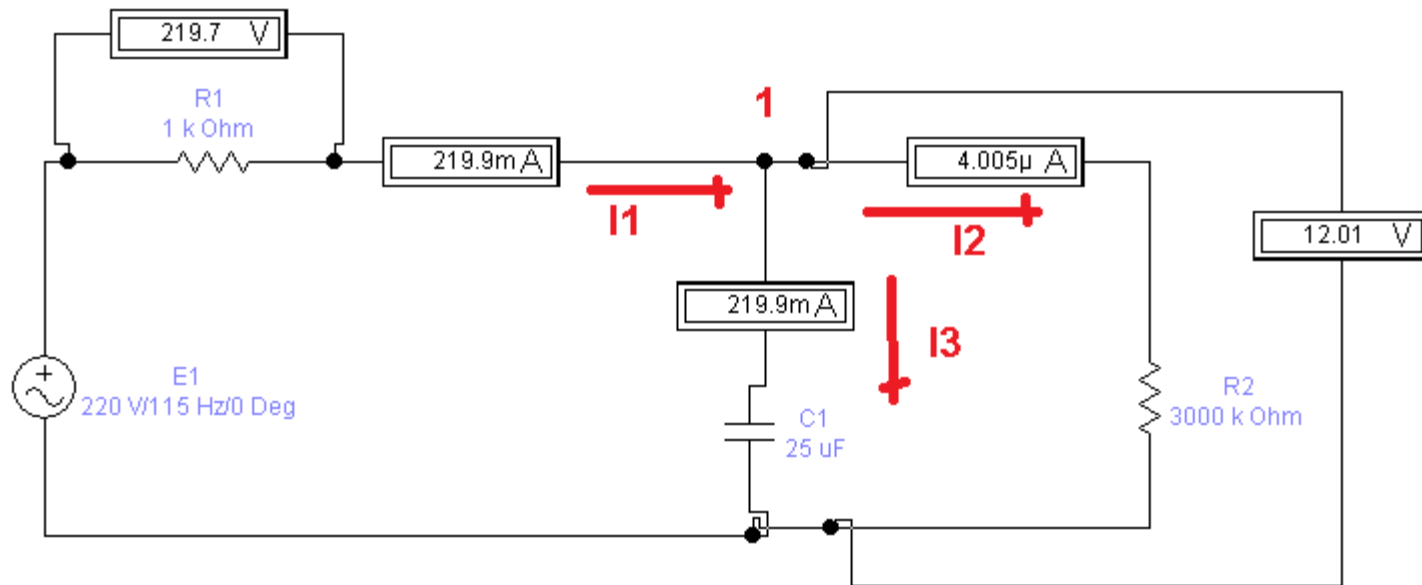 219.7 V
R1
1 k Ohm
1
219.9m A
4.005µ A
I1
I2
12.01 V
219.9m A
I3
E1
220 V/115 Hz/0 Deg
R2
3000 k Ohm
C1
25 uF